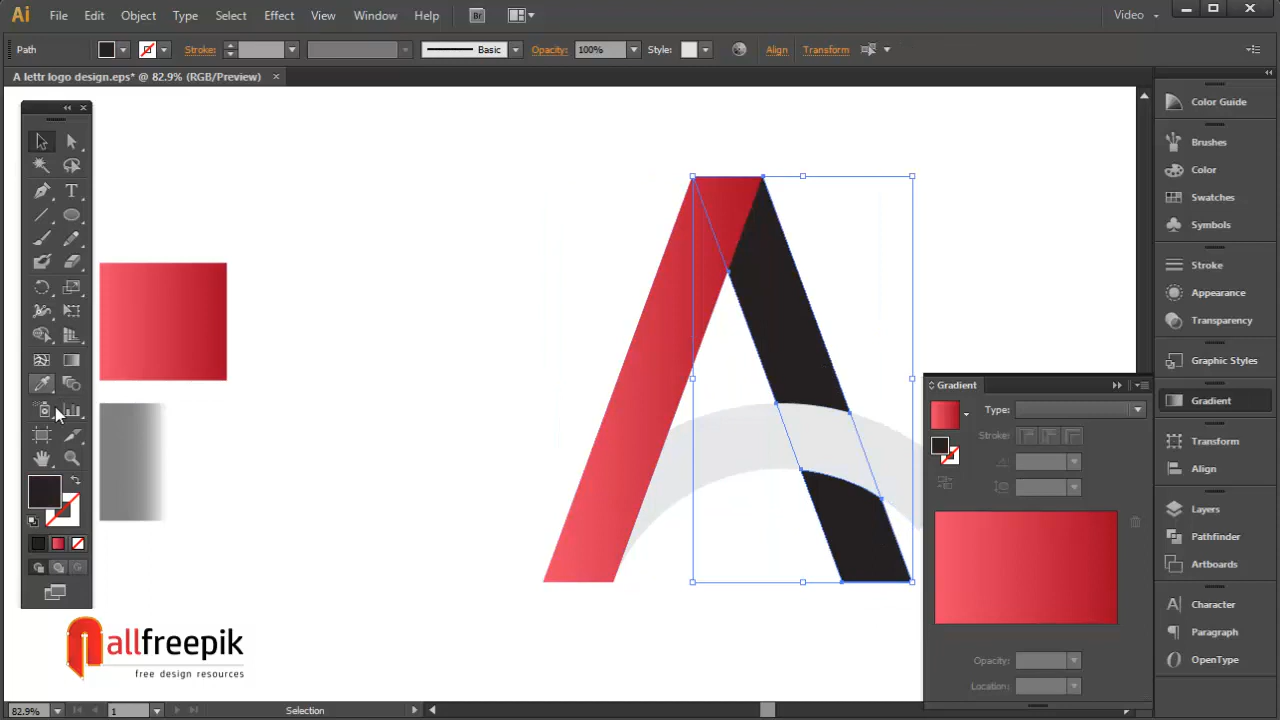 Ai File Edit Object Type Select Effect View Window Help Br Video
Path Stroke: Basic Opacity: 100% Style: Align Transform
A lettr logo design.eps* @ 82.9% (RGB/Preview) ×
Color Guide
Brushes
Color
Swatches
Symbols
Stroke
Appearance
Transparency
Graphic Styles
Gradient
Transform
Align
Layers
Pathfinder
Artboards
Character
Paragraph
OpenType
T
Gradient
Type:
Stroke:
Opacity:
Location:
allfreepik
free design resources
82.9% 1 Selection